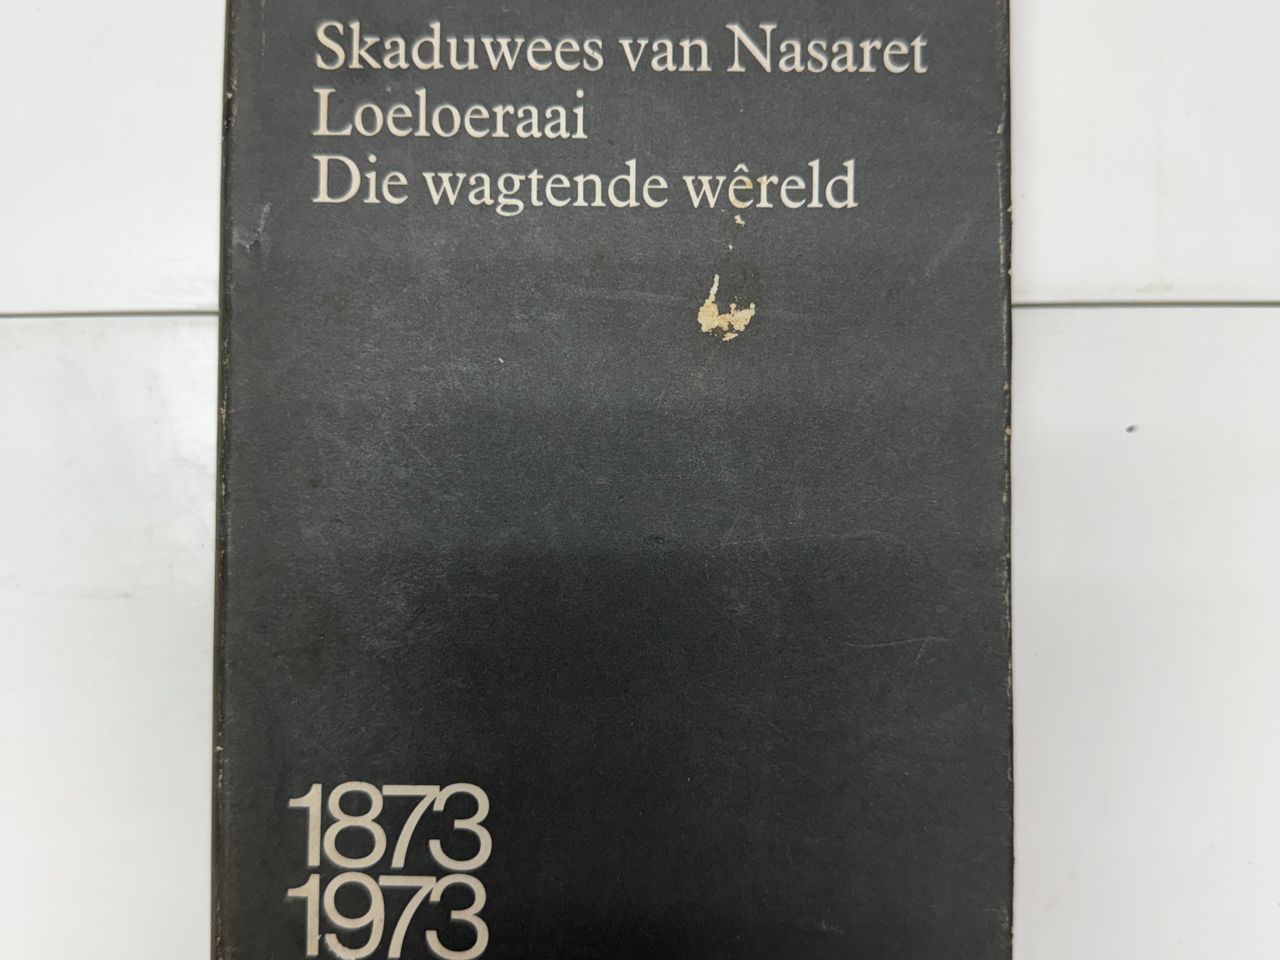 Skaduwees van Nasaret
Loeloeraai
Die wagtende wêreld
1873
1973